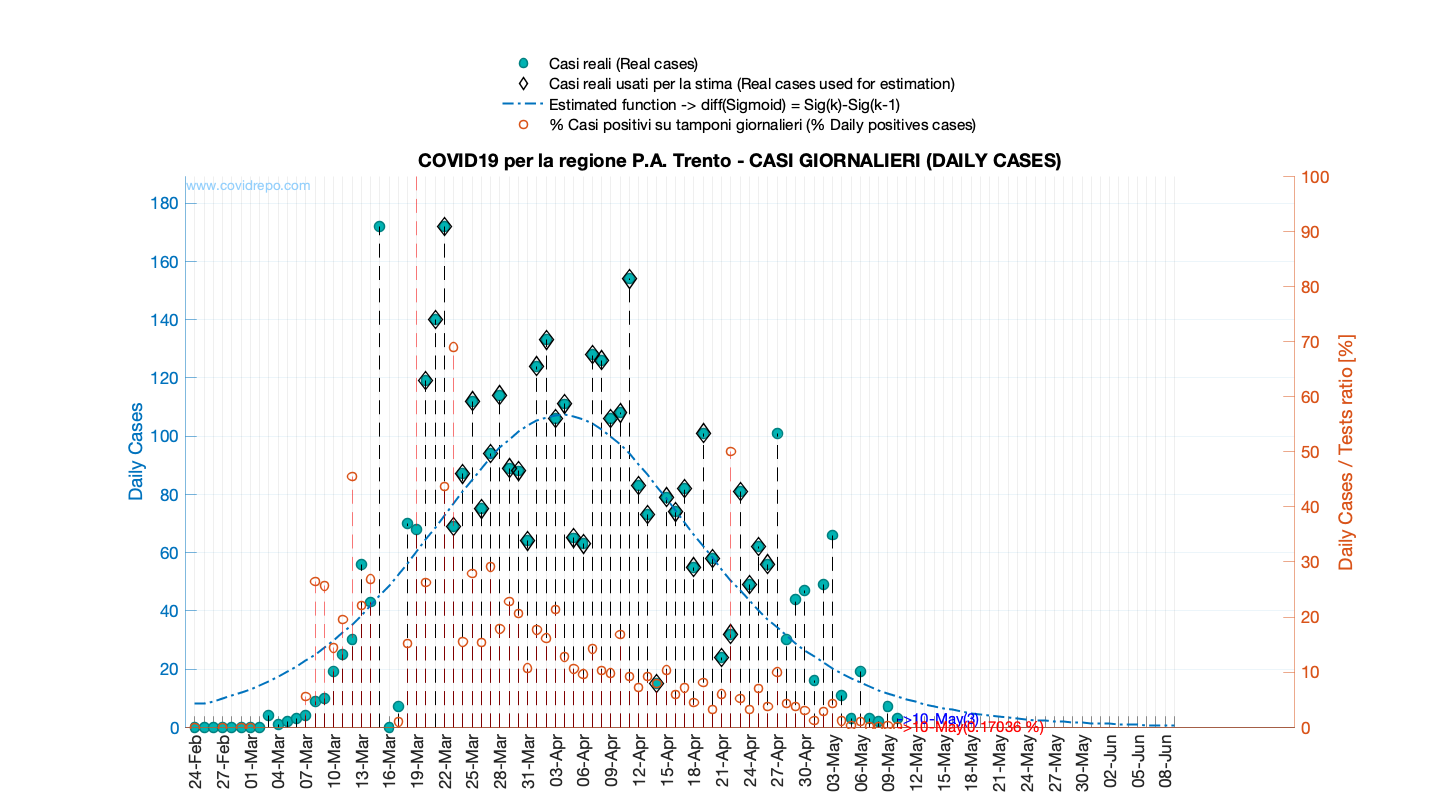 Casi reali (Real cases)
Casi reali usati per la stima (Real cases used for estimation)
Estimated function -> diff(Sigmoid) = Sig(k)-Sig(k-1)
% Casi positivi su tamponi giornalieri (% Daily positives cases)
COVID19 per la regione P.A. Trento - CASI GIORNALIERI (DAILY CASES)
www.covidrepo.com
Daily Cases
180
160
140
120
100
80
60
40
20
0
100
90
80
70
60
50
40
30
20
10
0
Daily Cases / Tests ratio [%]
>10-May(3)
>10-May(0.17036 %)
24-Feb
27-Feb
01-Mar
04-Mar
07-Mar
10-Mar
13-Mar
16-Mar
19-Mar
22-Mar
25-Mar
28-Mar
31-Mar
03-Apr
06-Apr
09-Apr
12-Apr
15-Apr
18-Apr
21-Apr
24-Apr
27-Apr
30-Apr
03-May
06-May
09-May
12-May
15-May
18-May
21-May
24-May
27-May
30-May
02-Jun
05-Jun
08-Jun